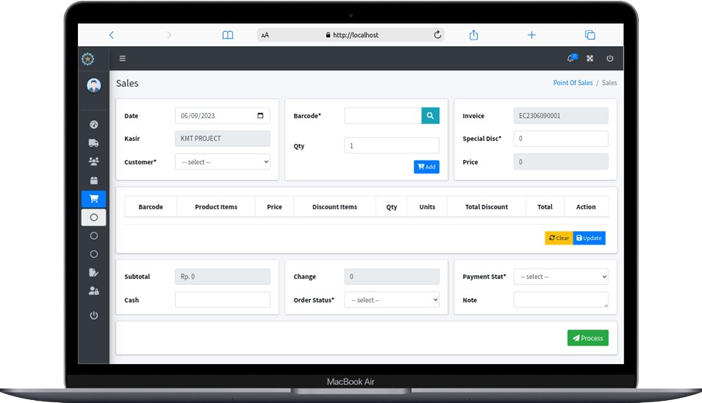 AA http://localhost
Sales
Point Of Sales / Sales
Date 06/09/2023
Kasir KMT PROJECT
Customer* -- select --
Barcode*
Qty 1
Add
Invoice EC2306090001
Special Disc* 0
Price 0
Barcode Product Items Price Discount Items Qty Units Total Discount Total Action
Clear Update
Subtotal Rp. 0
Cash
Change 0
Order Status* -- select --
Payment Stat* -- select --
Note
Process
MacBook Air